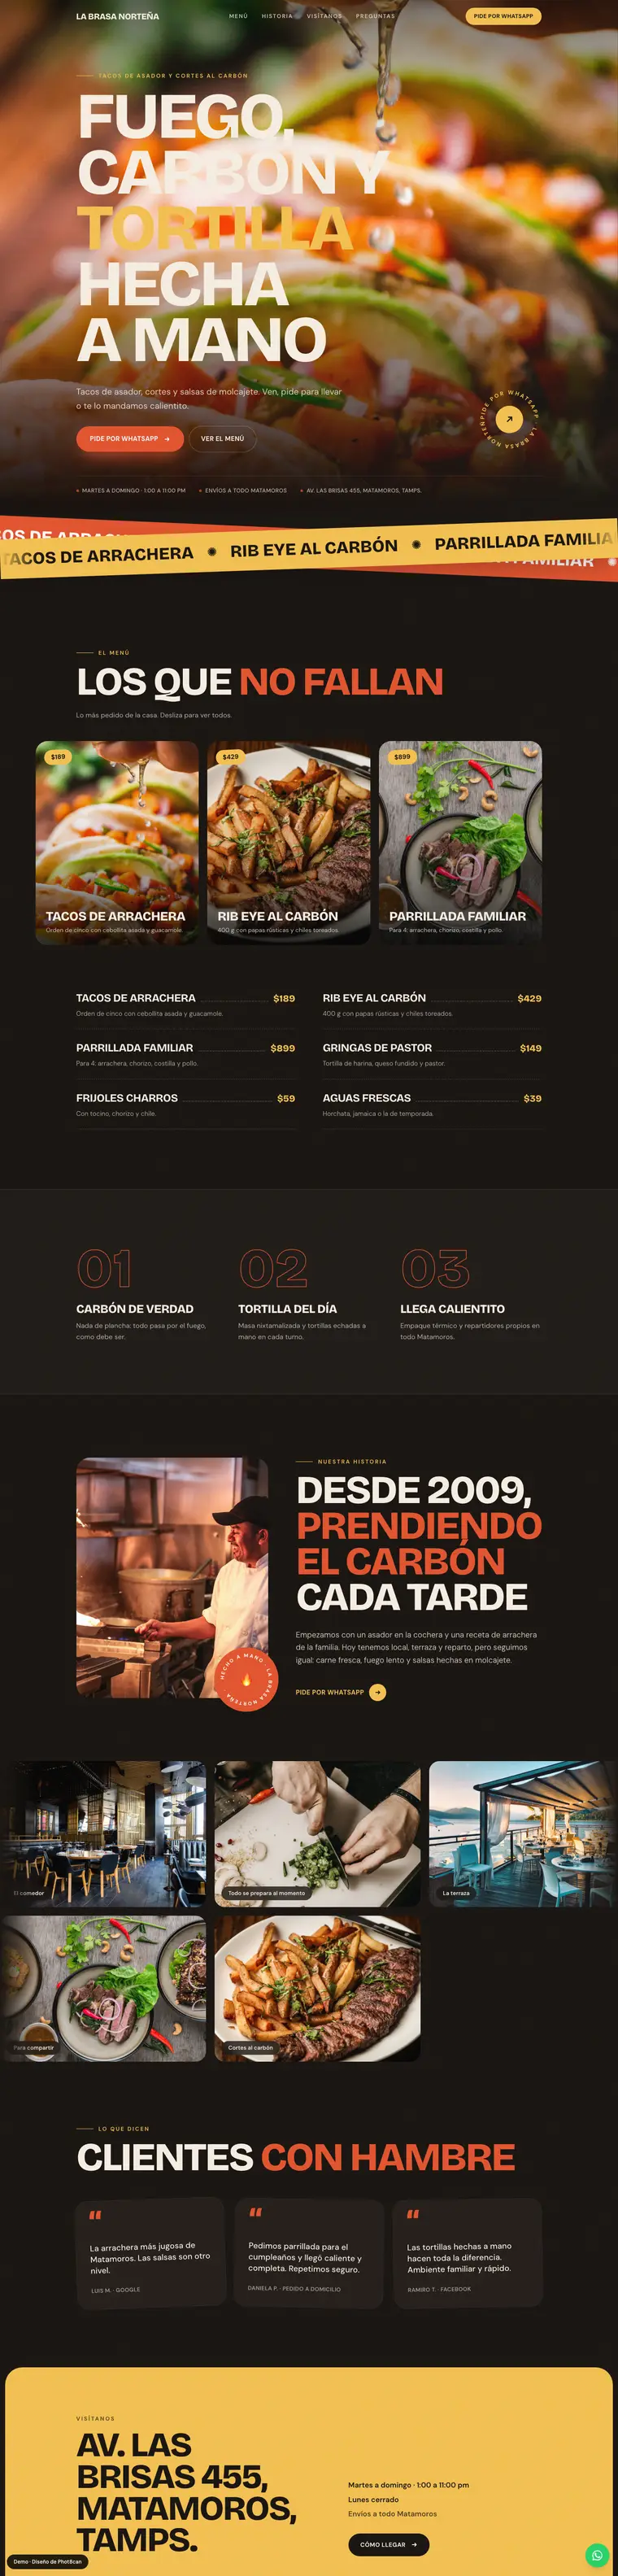 LA BRASA NORTEÑA
MENÚ HISTORIA VISÍTANOS PREGUNTAS
PIDE POR WHATSAPP
TACOS DE ASADOR Y CORTES AL CARBÓN
FUEGO,
CARBÓN Y
TORTILLA
HECHA
A MANO
Tacos de asador, cortes y salsas de molcajete. Ven, pide para llevar
o te lo mandamos calientito.
PIDE POR WHATSAPP
VER EL MENÚ
PIDE POR WHATSAPP · LA BRASA NORTEÑ
MARTES A DOMINGO · 1:00 A 11:00 PM
ENVÍOS A TODO MATAMOROS
AV. LAS BRISAS 455, MATAMOROS, TAMPS.
TACOS DE ARRACHERA RIB EYE AL CARBÓN PARRILLADA FAMILIA
EL MENÚ
LOS QUE NO FALLAN
Lo más pedido de la casa. Desliza para ver todos.
$189
TACOS DE ARRACHERA
Orden de cinco con cebollita asada y guacamole.
$429
RIB EYE AL CARBÓN
400 g con papas rústicas y chiles toreados.
$899
PARRILLADA FAMILIAR
Para 4: arrachera, chorizo, costilla y pollo.
TACOS DE ARRACHERA $189
Orden de cinco con cebollita asada y guacamole.
RIB EYE AL CARBÓN $429
400 g con papas rústicas y chiles toreados.
PARRILLADA FAMILIAR $899
Para 4: arrachera, chorizo, costilla y pollo.
GRINGAS DE PASTOR $149
Tortilla de harina, queso fundido y pastor.
FRIJOLES CHARROS $59
Con tocino, chorizo y chile.
AGUAS FRESCAS $39
Horchata, jamaica o la de temporada.
01
CARBÓN DE VERDAD
Nada de plancha: todo pasa por el fuego,
como debe ser.
02
TORTILLA DEL DÍA
Masa nixtamalizada y tortillas echadas a
mano en cada turno.
03
LLEGA CALIENTITO
Empaque térmico y repartidores propios en
todo Matamoros.
HECHO A MANO · LA BRASA NORTEÑA ·
NUESTRA HISTORIA
DESDE 2009,
PRENDIENDO
EL CARBÓN
CADA TARDE
Empezamos con un asador en la cochera y una receta de arrachera
de la familia. Hoy tenemos local, terraza y reparto, pero seguimos
igual: carne fresca, fuego lento y salsas hechas en molcajete.
PIDE POR WHATSAPP
El comedor
Todo se prepara al momento
La terraza
Para compartir
Cortes al carbón
LO QUE DICEN
CLIENTES CON HAMBRE
La arrachera más jugosa de
Matamoros. Las salsas son otro
nivel.
LUIS M. · GOOGLE
Pedimos parrillada para el
cumpleaños y llegó caliente y
completa. Repetimos seguro.
DANIELA P. · PEDIDO A DOMICILIO
Las tortillas hechas a mano
hacen toda la diferencia.
Ambiente familiar y rápido.
RAMIRO T. · FACEBOOK
VISÍTANOS
AV. LAS
BRISAS 455,
MATAMOROS,
TAMPS.
Martes a domingo · 1:00 a 11:00 pm
Lunes cerrado
Envíos a todo Matamoros
CÓMO LLEGAR
Demo · Diseño de Phot8can